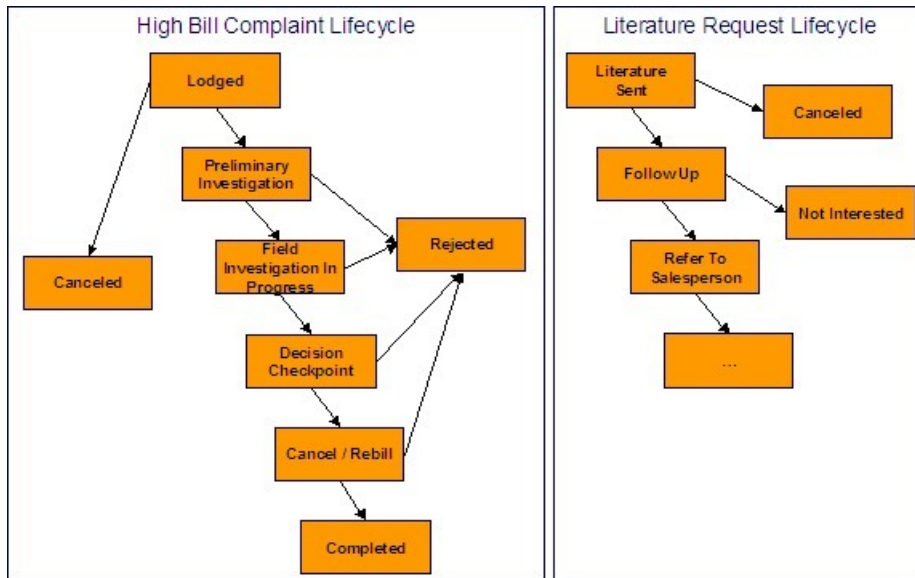 High Bill Complaint Lifecycle
Lodged
Preliminary
Investigation
Field
Investigation In
Progress
Rejected
Canceled
Decision
Checkpoint
Cancel / Rebill
Completed
Literature Request Lifecycle
Literature
Sent
Canceled
Follow Up
Not Interested
Refer To
Salesperson
...